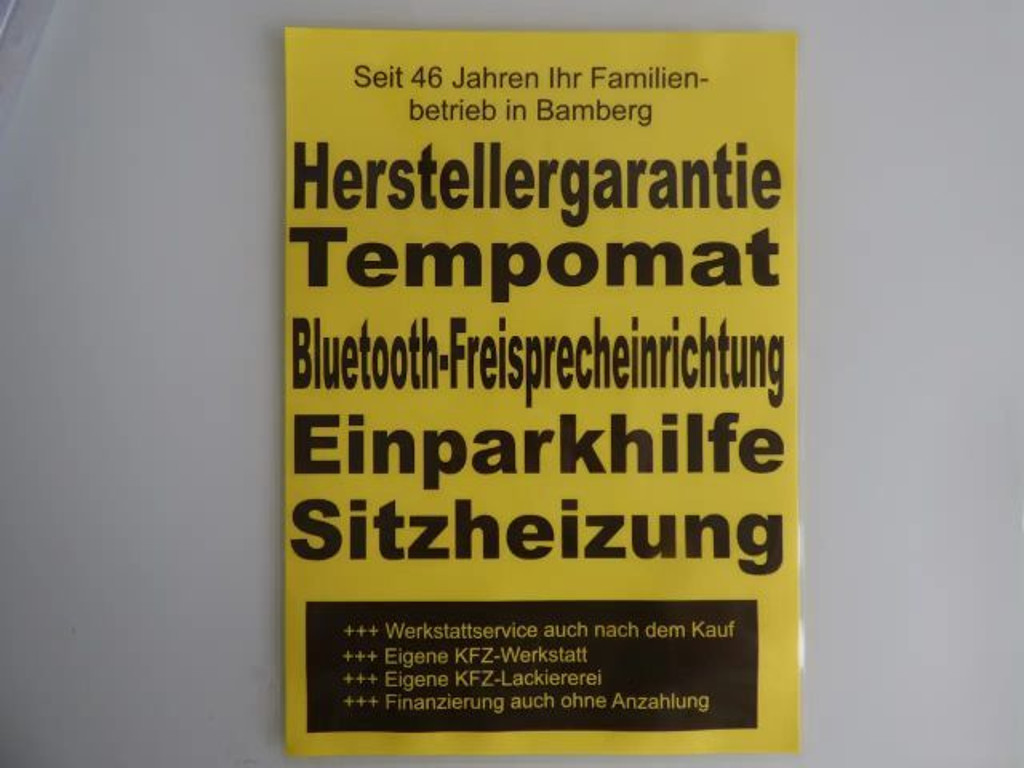 Seit 46 Jahren Ihr Familien-
betrieb in Bamberg
Herstellergarantie
Tempomat
Bluetooth-Freisprecheinrichtung
Einparkhilfe
Sitzheizung
+++ Werkstattservice auch nach dem Kauf
+++ Eigene KFZ-Werkstatt
+++ Eigene KFZ-Lackiererei
+++ Finanzierung auch ohne Anzahlung